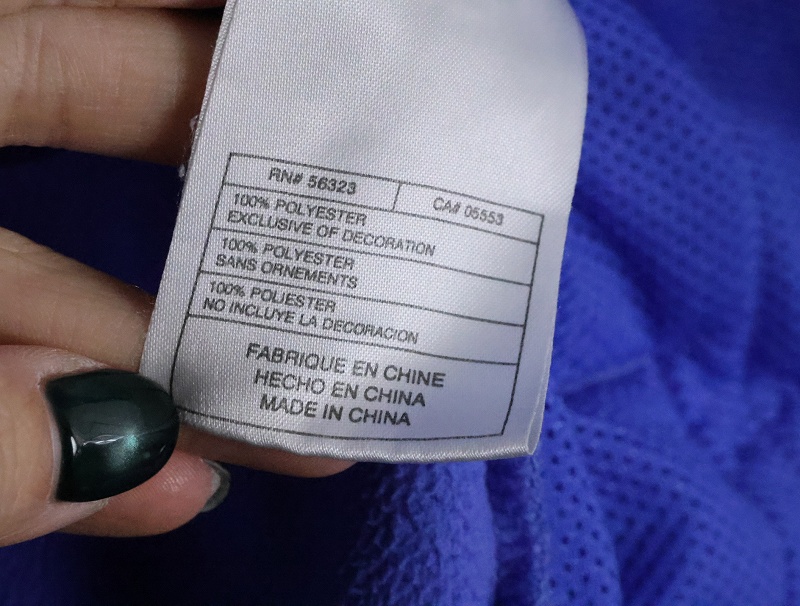 RN# 56323 CA# 05553
100% POLYESTER
EXCLUSIVE OF DECORATION
100% POLYESTER
SANS ORNEMENTS
100% POLIESTER
NO INCLUYE LA DECORACION
FABRIQUE EN CHINE
HECHO EN CHINA
MADE IN CHINA